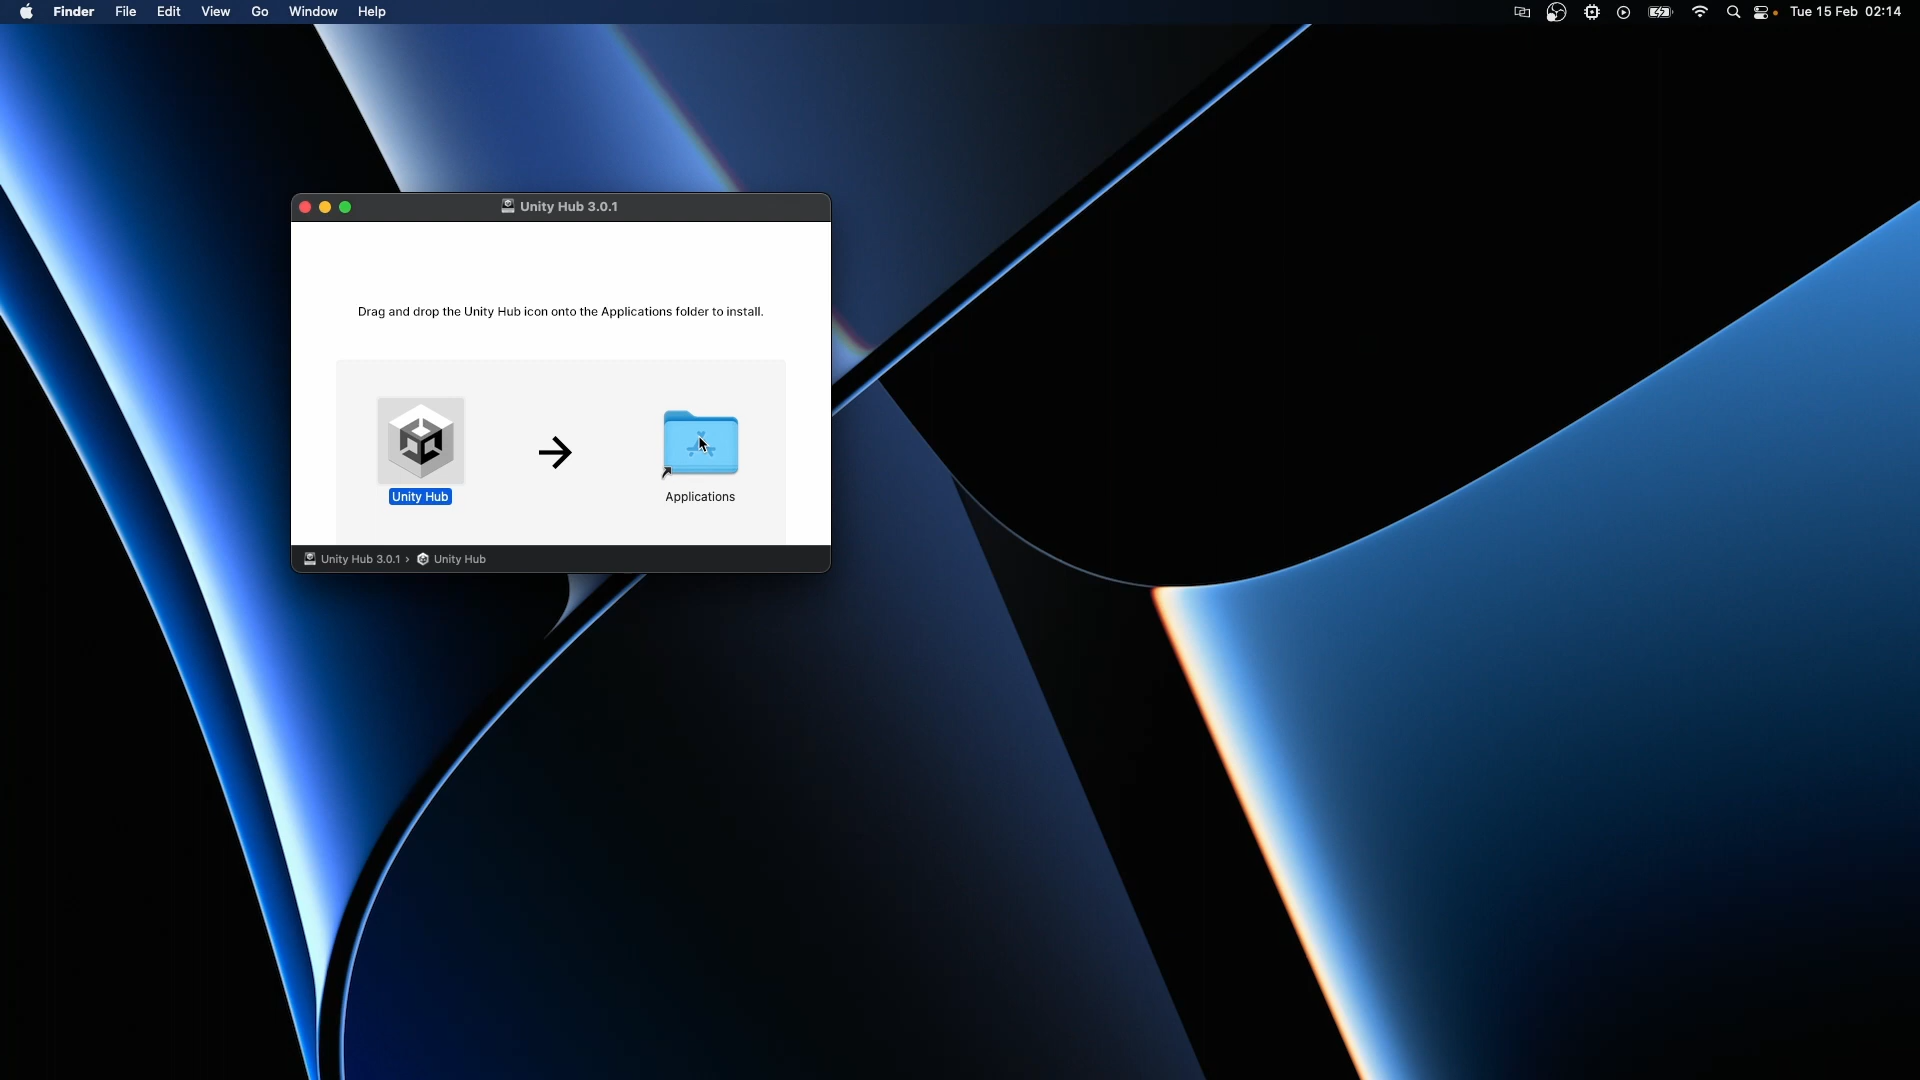 Finder File Edit View Go Window Help Tue 15 Feb 02:14
Unity Hub 3.0.1
Drag and drop the Unity Hub icon onto the Applications folder to install.
Unity Hub Applications
Unity Hub 3.0.1 › Unity Hub